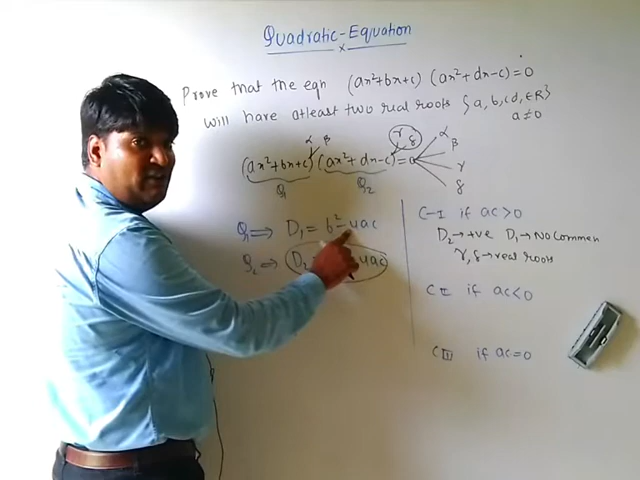 Quadratic-Equation
x
Prove that the eqn (ax²+bx+c) (ax²+dx-c)=0
will have atleast two real roots {a, b, c d, ∈R}
a≠0
α β γ δ α
(ax²+bx+c) (ax²+dx-c)=0 β
γ
Q₁ Q₂ δ
Q₁ ⇒ D₁ = b²-4ac
Q₂ ⇒ D₂ 4ac
C-I if ac>0
D₂→+ve D₁→No Commen
γ, δ→real roots
C II if ac<0
C III if ac=0